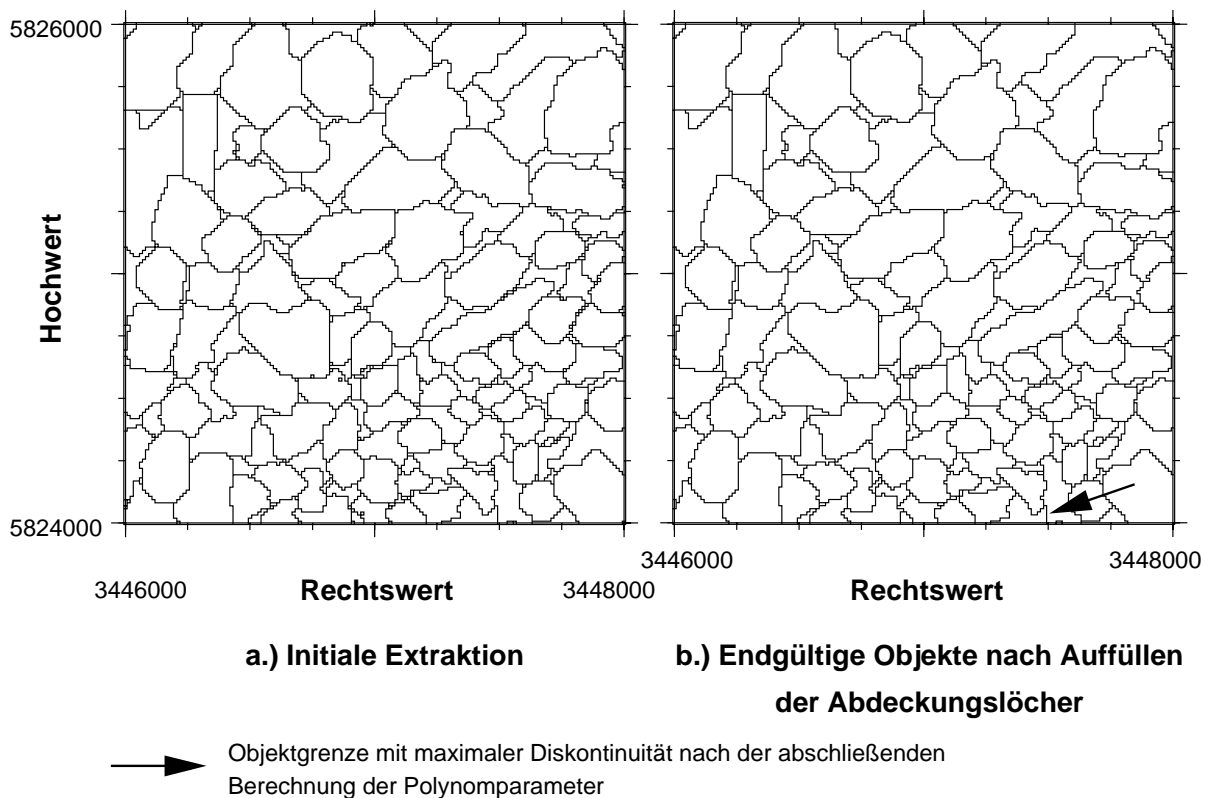 5826000
Hochwert
5824000
3446000
Rechtswert
3448000
3446000
3448000
Rechtswert
a.) Initiale Extraktion
b.) Endgültige Objekte nach Auffüllen
der Abdeckungslöcher
Objektgrenze mit maximaler Diskontinuität nach der abschließenden
Berechnung der Polynomparameter